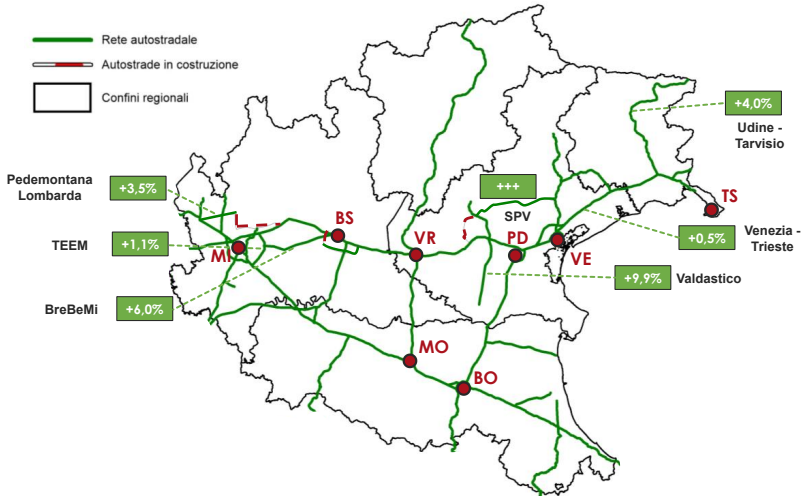 Rete autostradale
Autostrade in costruzione
Confini regionali
+4,0%
Udine -
Tarvisio
Pedemontana
Lombarda
+3,5%
+++
SPV
TS
BS
VR
PD
VE
+0,5%
Venezia -
Trieste
TEEM
+1,1%
MI
+9,9%
Valdastico
BreBeMi
+6,0%
MO
BO